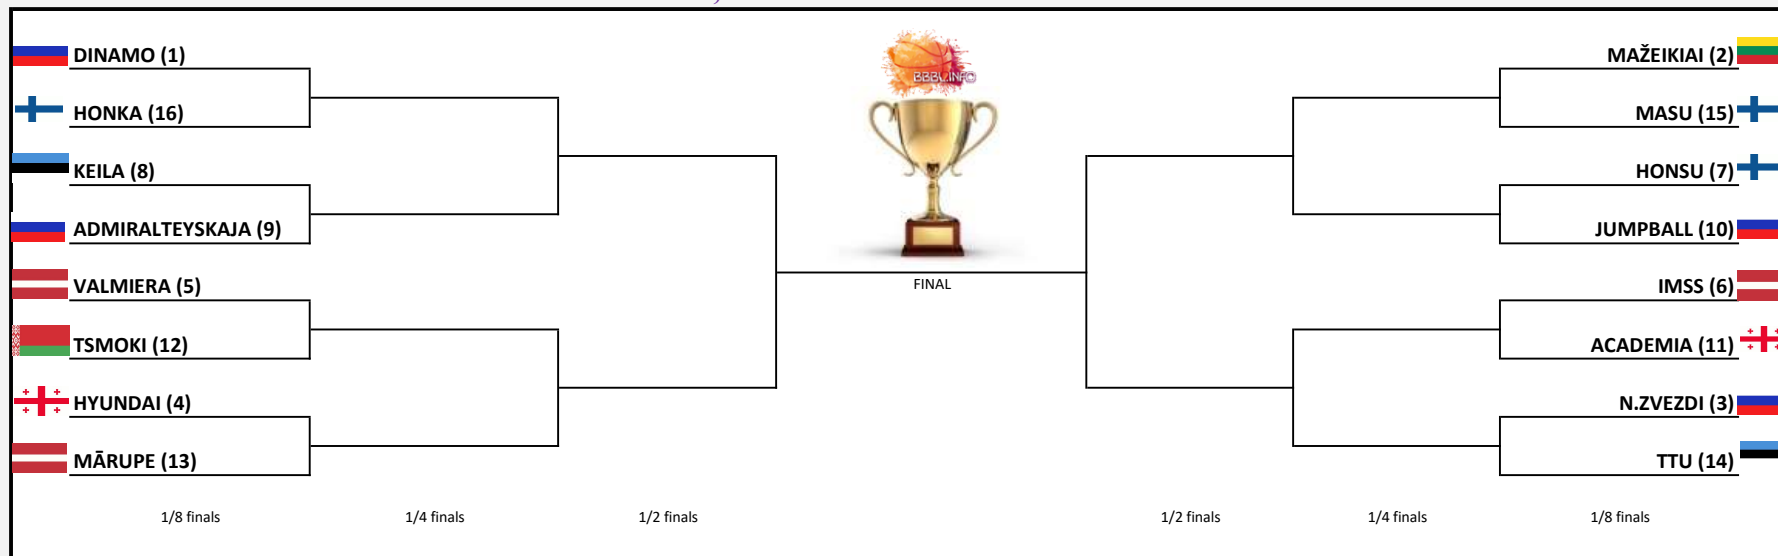 DINAMO (1)
HONKA (16)
KEILA (8)
ADMIRALTEYSKAJA (9)
VALMIERA (5)
TSMOKI (12)
HYUNDAI (4)
MĀRUPE (13)
1/8 finals
1/4 finals
1/2 finals
BBBL.INFO
FINAL
MAŽEIKIAI (2)
MASU (15)
HONSU (7)
JUMPBALL (10)
IMSS (6)
ACADEMIA (11)
N.ZVEZDI (3)
TTU (14)
1/2 finals
1/4 finals
1/8 finals